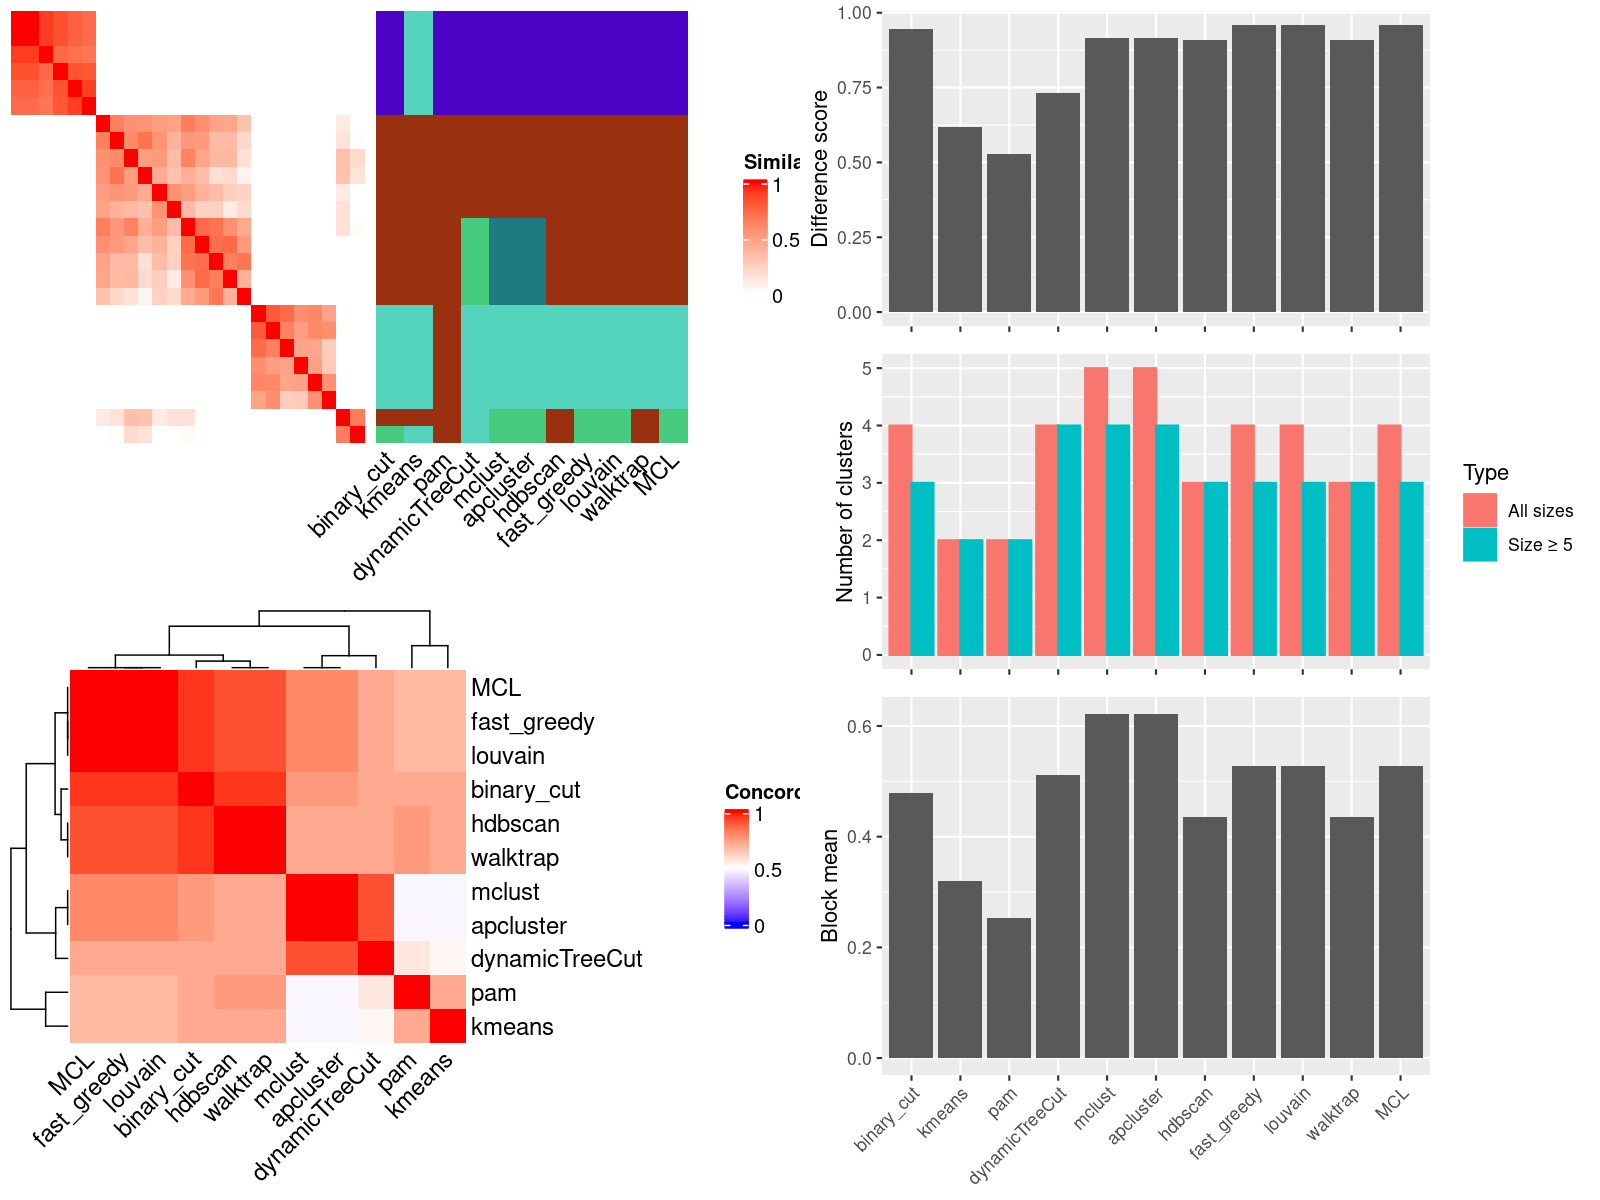 Simila
1
0.5
0
binary_cut
kmeans
pam
dynamicTreeCut
mclust
apcluster
hdbscan
fast_greedy
louvain
walktrap
MCL
MCL
fast_greedy
louvain
binary_cut
hdbscan
walktrap
mclust
apcluster
dynamicTreeCut
pam
kmeans
MCL
fast_greedy
louvain
binary_cut
hdbscan
walktrap
mclust
apcluster
dynamicTreeCut
pam
kmeans
Concord
1
0.5
0
Difference score
1.00
0.75
0.50
0.25
0.00
Number of clusters
5
4
3
2
1
0
Type
All sizes
Size ≥ 5
Block mean
0.6
0.4
0.2
0.0
binary_cut
kmeans
pam
dynamicTreeCut
mclust
apcluster
hdbscan
fast_greedy
louvain
walktrap
MCL